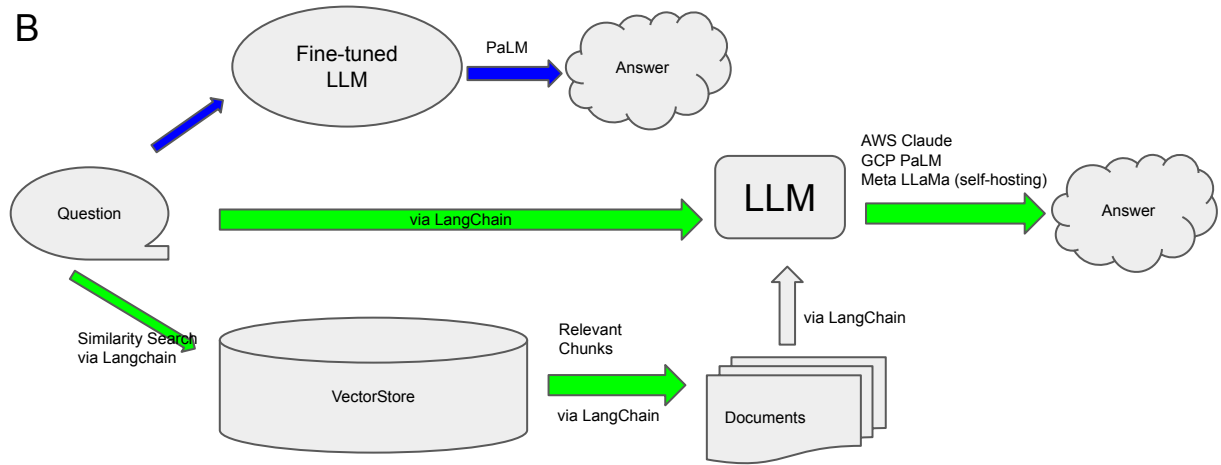 B
Fine-tuned
LLM
PaLM
Answer
Question
via LangChain
LLM
AWS Claude
GCP PaLM
Meta LLaMa (self-hosting)
Answer
Similarity Search
via Langchain
VectorStore
Relevant
Chunks
via LangChain
Documents
via LangChain